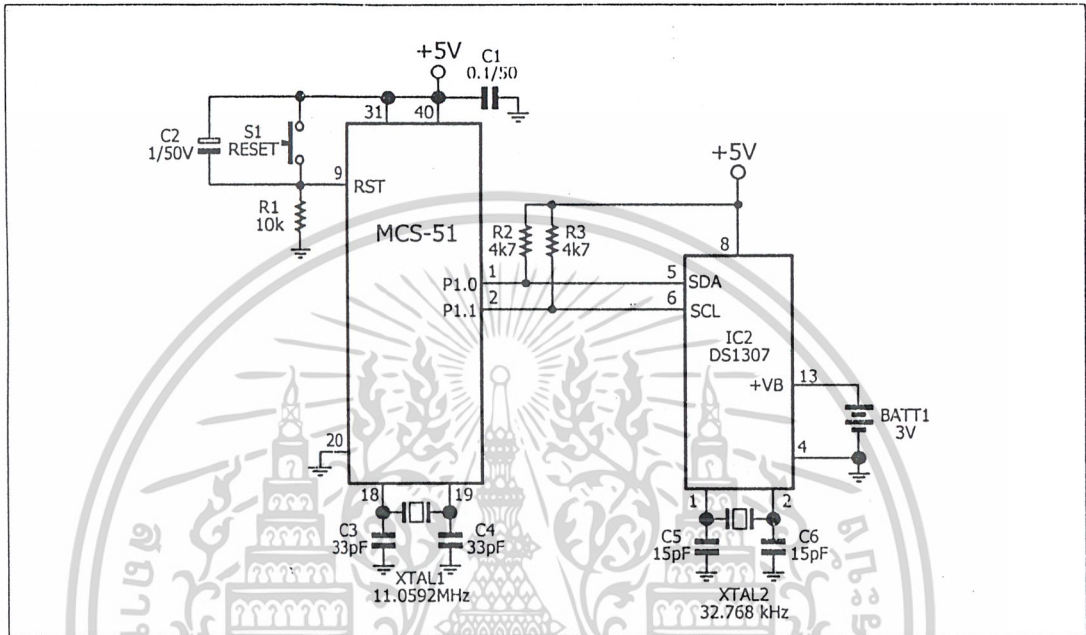 +5V
C1
0.1/50
31
40
C2
1/50V
S1
RESET
9
RST
R1
10k
MCS-51
+5V
R2
4k7
R3
4k7
8
P1.0
1
5
SDA
P1.1
2
6
SCL
IC2
DS1307
+VB
13
BATT1
3V
4
20
18
19
C3
33pF
C4
33pF
XTAL1
11.0592MHz
1
2
C5
15pF
C6
15pF
XTAL2
32.768 kHz